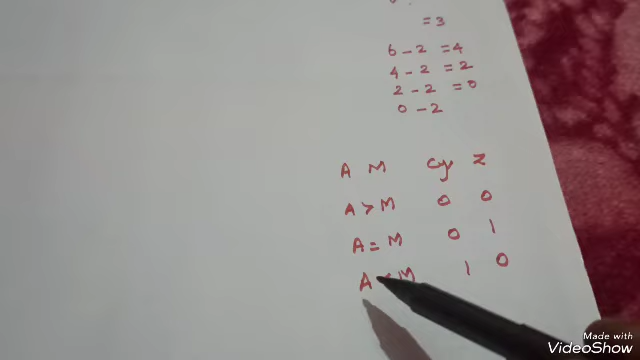 = 3
6 - 2 = 4
4 - 2 = 2
2 - 2 = 0
0 - 2
A M Cy Z
A > M 0 0
A = M 0 1
A < M 1 0
Made with
VideoShow